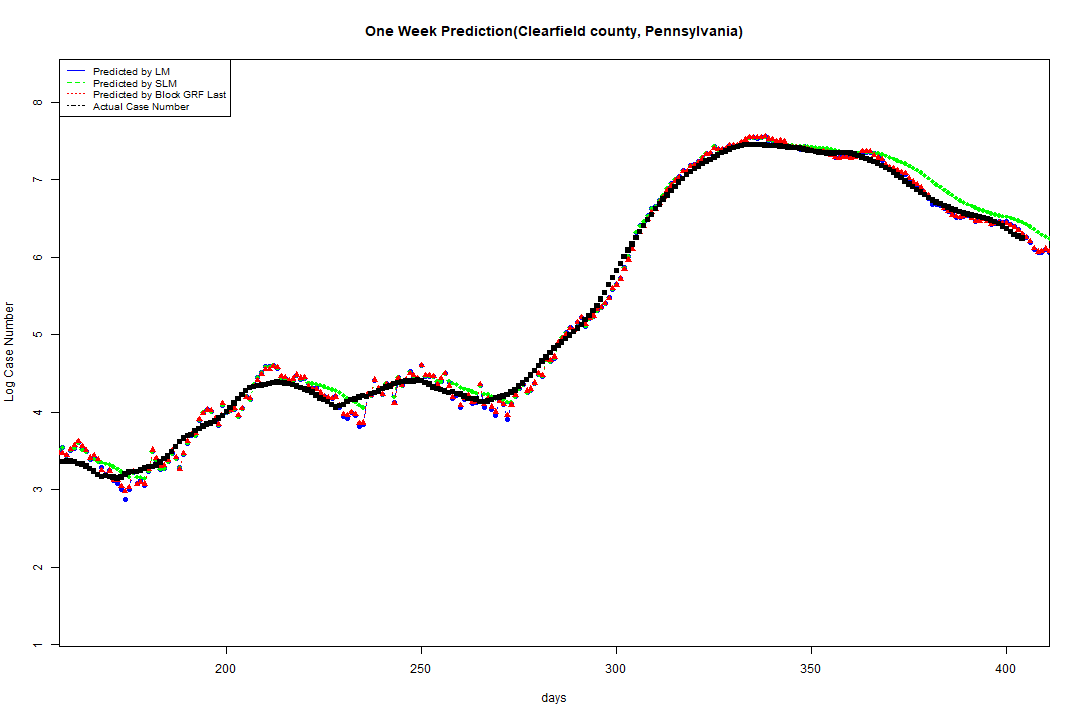 One Week Prediction(Clearfield county, Pennsylvania)
Predicted by LM
Predicted by SLM
Predicted by Block GRF Last
Actual Case Number
Log Case Number
8
7
6
5
4
3
2
1
200 250 300 350 400
days